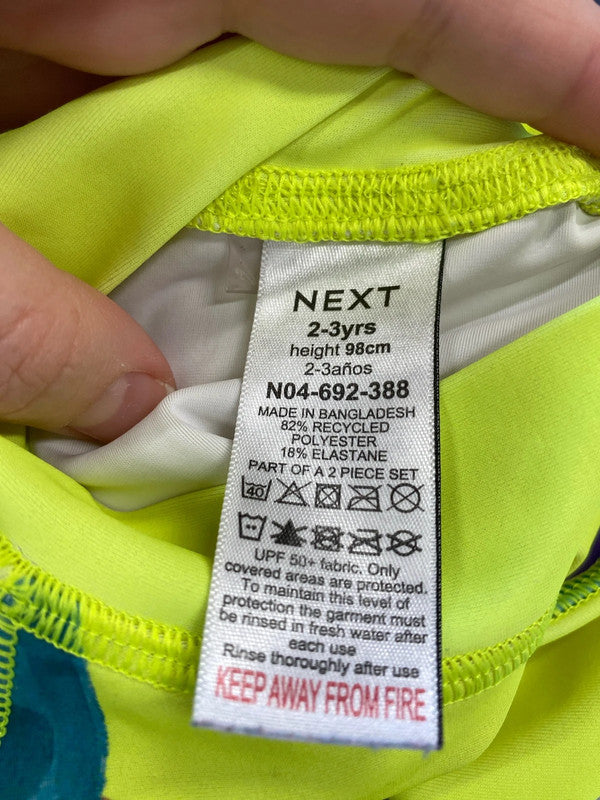 NEXT
2-3yrs
height 98cm
2-3años
N04-692-388
MADE IN BANGLADESH
82% RECYCLED
POLYESTER
18% ELASTANE
PART OF A 2 PIECE SET
40
UPF 50+ fabric. Only
covered areas are protected.
To maintain this level of
protection the garment must
be rinsed in fresh water after
each use
Rinse thoroughly after use
KEEP AWAY FROM FIRE